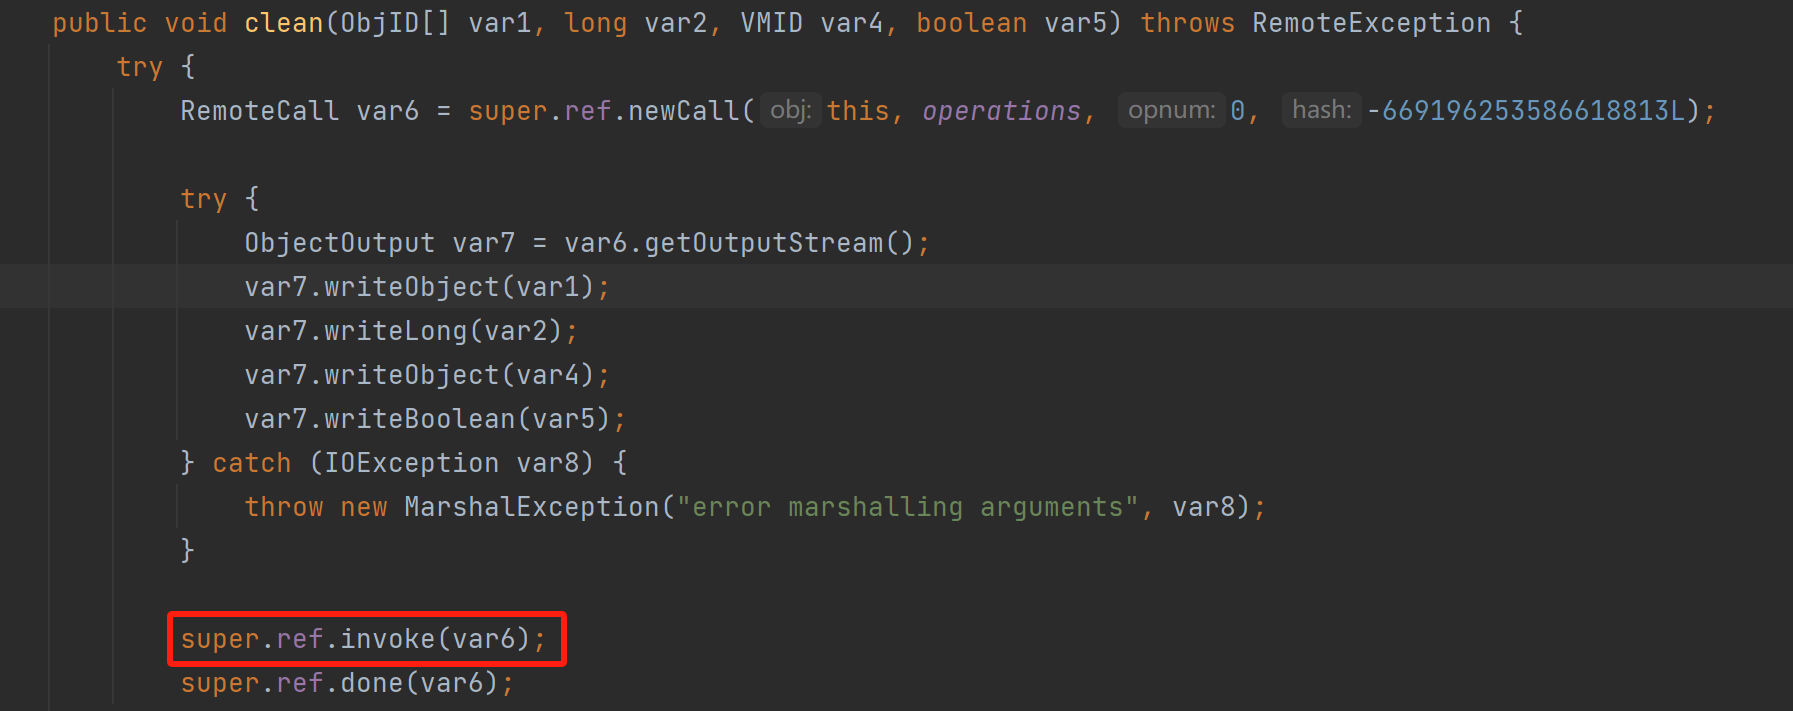 public void clean(ObjID[] var1, long var2, VMID var4, boolean var5) throws RemoteException {
try {
RemoteCall var6 = super.ref.newCall( obj: this, operations, opnum: 0, hash: -6691962535866188​13L);

try {
ObjectOutput var7 = var6.getOutputStream();
var7.writeObject(var1);
var7.writeLong(var2);
var7.writeObject(var4);
var7.writeBoolean(var5);
} catch (IOException var8) {
throw new MarshalException("error marshalling arguments", var8);
}

super.ref.invoke(var6);
super.ref.done(var6);